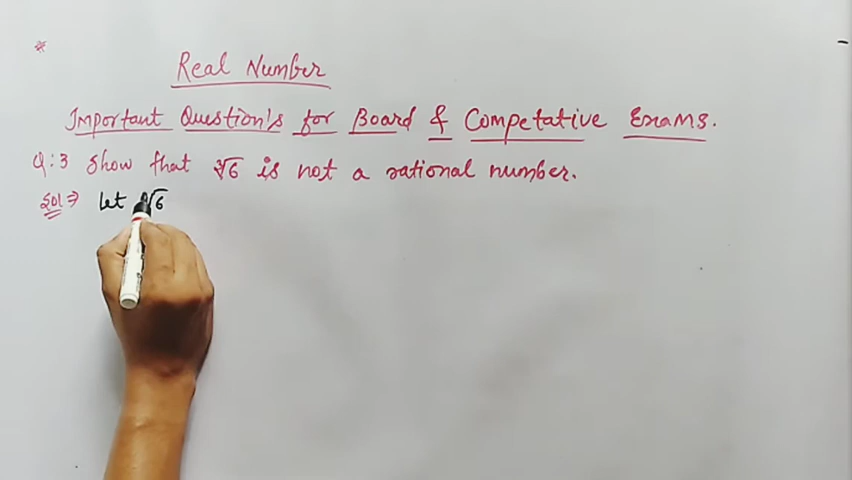 *
Real Number
Important Question's for Board & Competative Exams.
Q:3 Show that ∛6 is not a rational number.
Sol⇒ Let √6